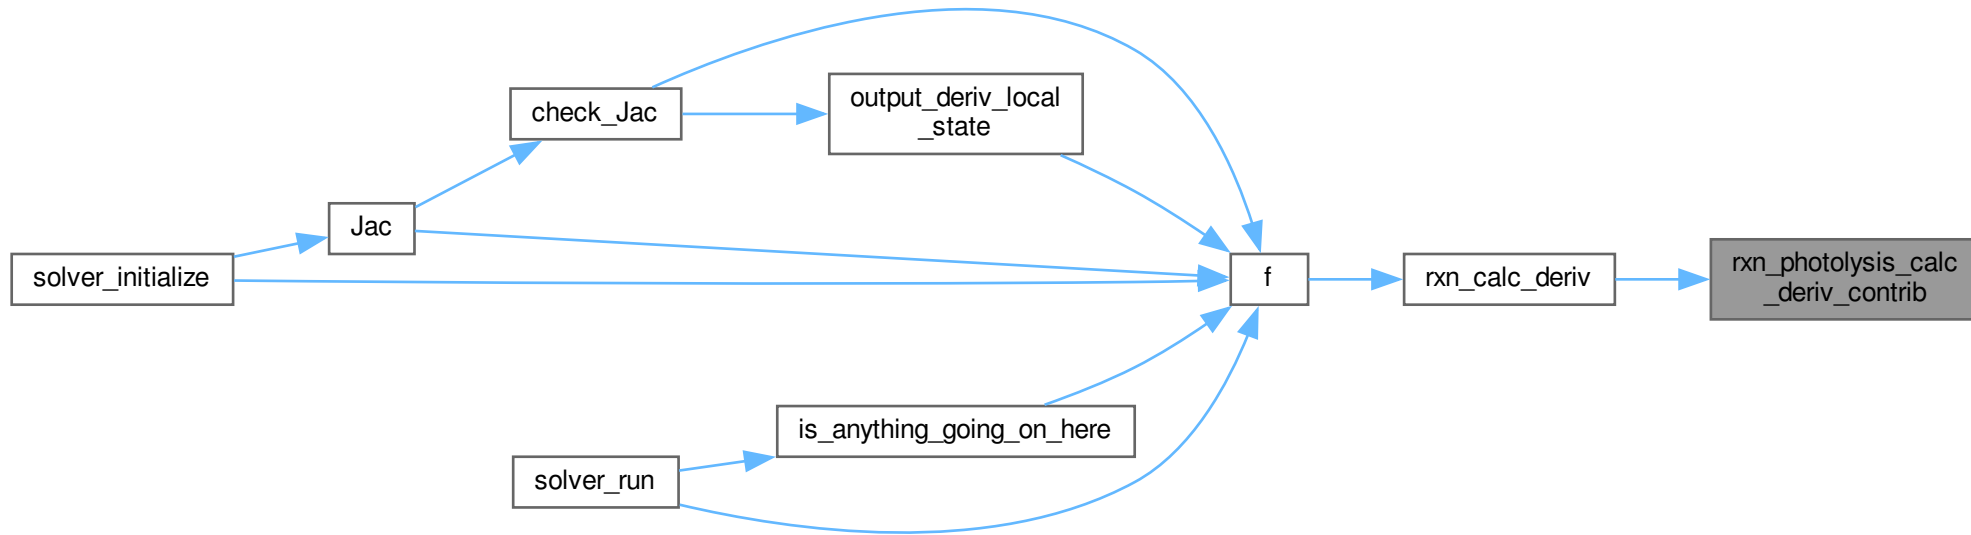 check_Jac
output_deriv_local
_state
Jac
solver_initialize
f
rxn_calc_deriv
rxn_photolysis_calc
_deriv_contrib
is_anything_going_on_here
solver_run